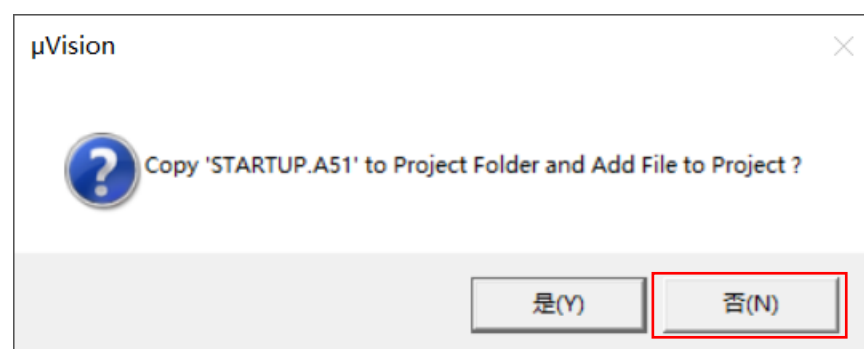 μVision
Copy 'STARTUP.A51' to Project Folder and Add File to Project ?
是(Y) 否(N)